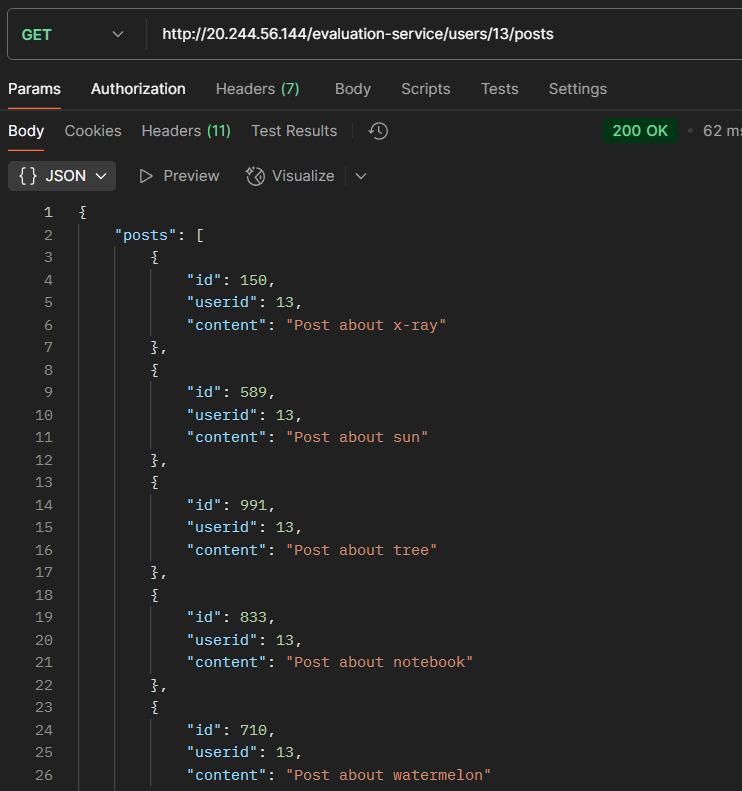 GET http://20.244.56.144/evaluation-service/users/13/posts
Params Authorization Headers (7) Body Scripts Tests Settings
Body Cookies Headers (11) Test Results 200 OK • 62 ms
{} JSON Preview Visualize
1 {
2 "posts": [
3 {
4 "id": 150,
5 "userid": 13,
6 "content": "Post about x-ray"
7 },
8 {
9 "id": 589,
10 "userid": 13,
11 "content": "Post about sun"
12 },
13 {
14 "id": 991,
15 "userid": 13,
16 "content": "Post about tree"
17 },
18 {
19 "id": 833,
20 "userid": 13,
21 "content": "Post about notebook"
22 },
23 {
24 "id": 710,
25 "userid": 13,
26 "content": "Post about watermelon"